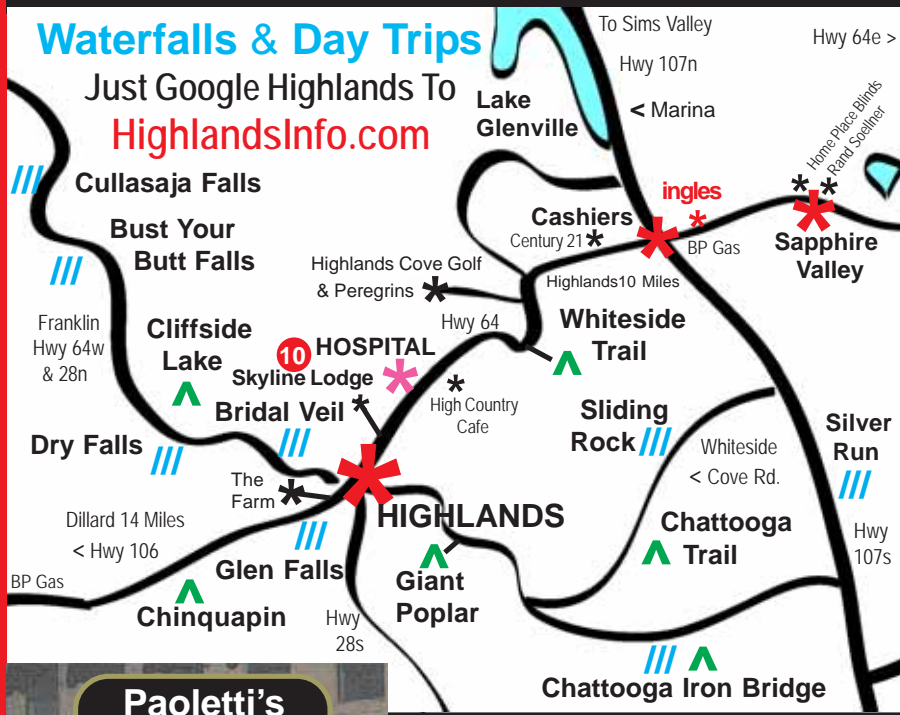 Waterfalls & Day Trips
Just Google Highlands To
HighlandsInfo.com
To Sims Valley
Hwy 107n
Hwy 64e >
< Marina
Lake
Glenville
Home Place Blinds
Rand Soellner
Cullasaja Falls
ingles
Cashiers
Century 21
BP Gas
Sapphire
Valley
Bust Your
Butt Falls
Highlands Cove Golf
& Peregrins
Highlands10 Miles
Franklin
Hwy 64w
& 28n
Cliffside
Lake
Hwy 64
Whiteside
Trail
10
HOSPITAL
Skyline Lodge
Bridal Veil
High Country
Cafe
Sliding
Rock
Silver
Run
Dry Falls
Whiteside
< Cove Rd.
The
Farm
HIGHLANDS
Dillard 14 Miles
< Hwy 106
Chattooga
Trail
Hwy
107s
Glen Falls
BP Gas
Giant
Poplar
Chinquapin
Hwy
28s
Chattooga Iron Bridge
Paoletti's